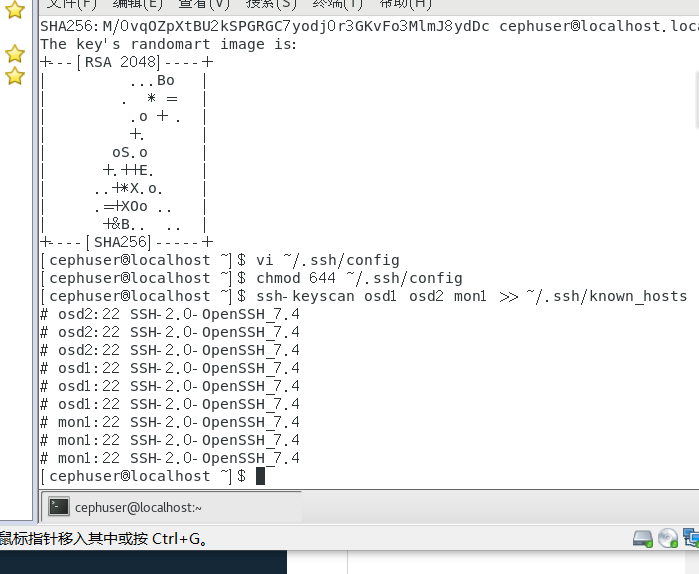 文件(F) 编辑(E) 查看(V) 搜索(S) 终端(T) 帮助(H)
SHA256:M/0vqOZpXtBU2kSPGRGC7yodj0r3GKvFo3MlmJ8ydDc cephuser@localhost.loca
The key's randomart image is:
+---[RSA 2048]----+
|          ...Bo   |
|         .  * =   |
|          .o + .  |
|          +.      |
|        oS.o      |
|       +.++E.     |
|      ..+*X.o.    |
|      .=+XOo ..   |
|       +&B..  ..  |
+----[SHA256]-----+
[cephuser@localhost ~]$ vi ~/.ssh/config
[cephuser@localhost ~]$ chmod 644 ~/.ssh/config
[cephuser@localhost ~]$ ssh-keyscan osd1 osd2 mon1 >> ~/.ssh/known_hosts
# osd2:22 SSH-2.0-OpenSSH_7.4
# osd2:22 SSH-2.0-OpenSSH_7.4
# osd2:22 SSH-2.0-OpenSSH_7.4
# osd1:22 SSH-2.0-OpenSSH_7.4
# osd1:22 SSH-2.0-OpenSSH_7.4
# osd1:22 SSH-2.0-OpenSSH_7.4
# mon1:22 SSH-2.0-OpenSSH_7.4
# mon1:22 SSH-2.0-OpenSSH_7.4
# mon1:22 SSH-2.0-OpenSSH_7.4
[cephuser@localhost ~]$
cephuser@localhost:~
鼠标指针移入其中或按 Ctrl+G。